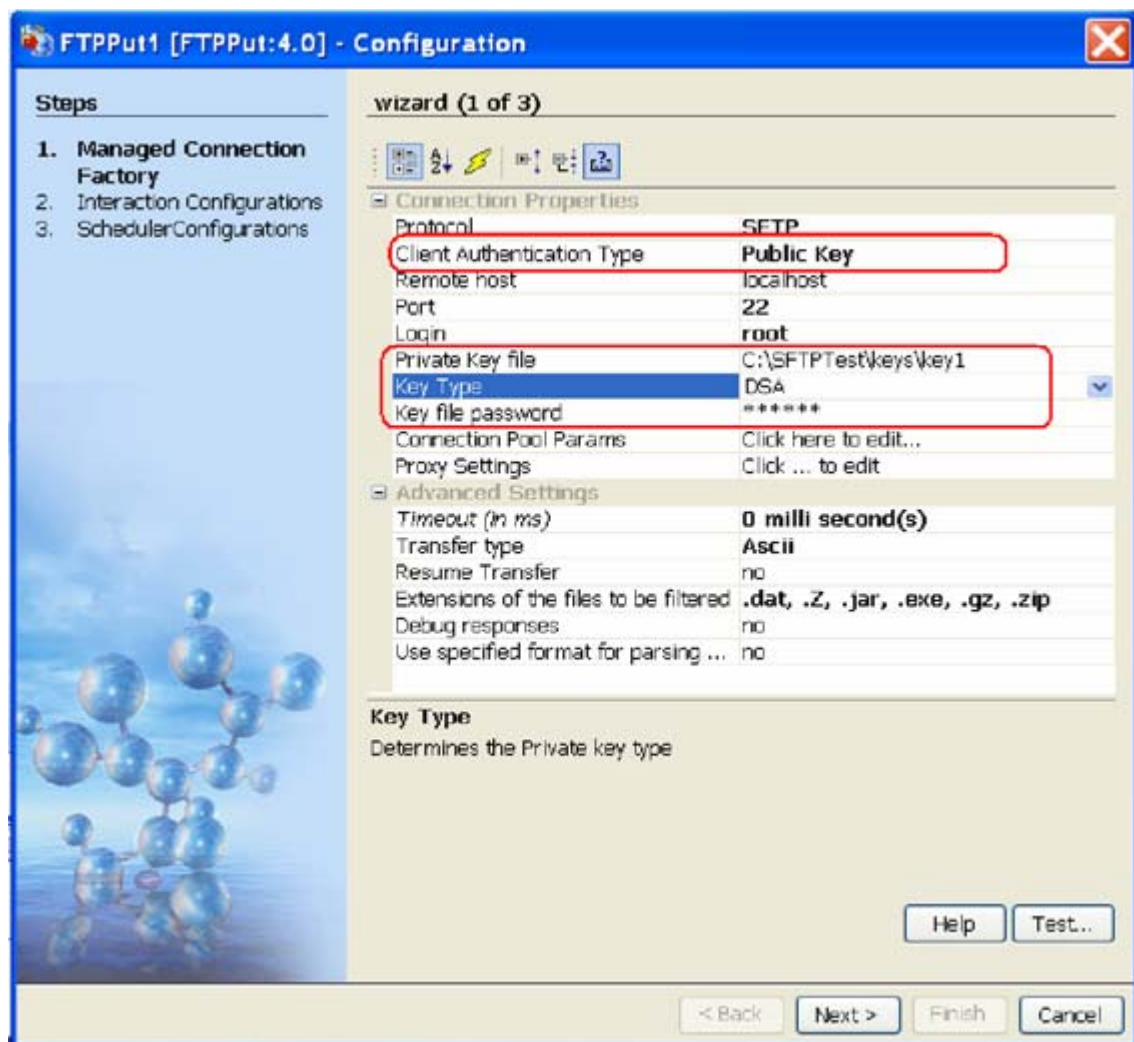 FTPPut1 [FTPPut:4.0] - Configuration
Steps
1. Managed Connection
Factory
2. Interaction Configurations
3. SchedulerConfigurations
wizard (1 of 3)
Connection Properties
Protocol SFTP
Client Authentication Type Public Key
Remote host localhost
Port 22
Login root
Private Key file C:\SFTPTest\keys\key1
Key Type DSA
Key file password ******
Connection Pool Params Click here to edit...
Proxy Settings Click ... to edit
Advanced Settings
Timeout (in ms) 0 milli second(s)
Transfer type Ascii
Resume Transfer no
Extensions of the files to be filtered .dat, .Z, .jar, .exe, .gz, .zip
Debug responses no
Use specified format for parsing ... no
Key Type
Determines the Private key type
Help Test...
< Back Next > Finish Cancel